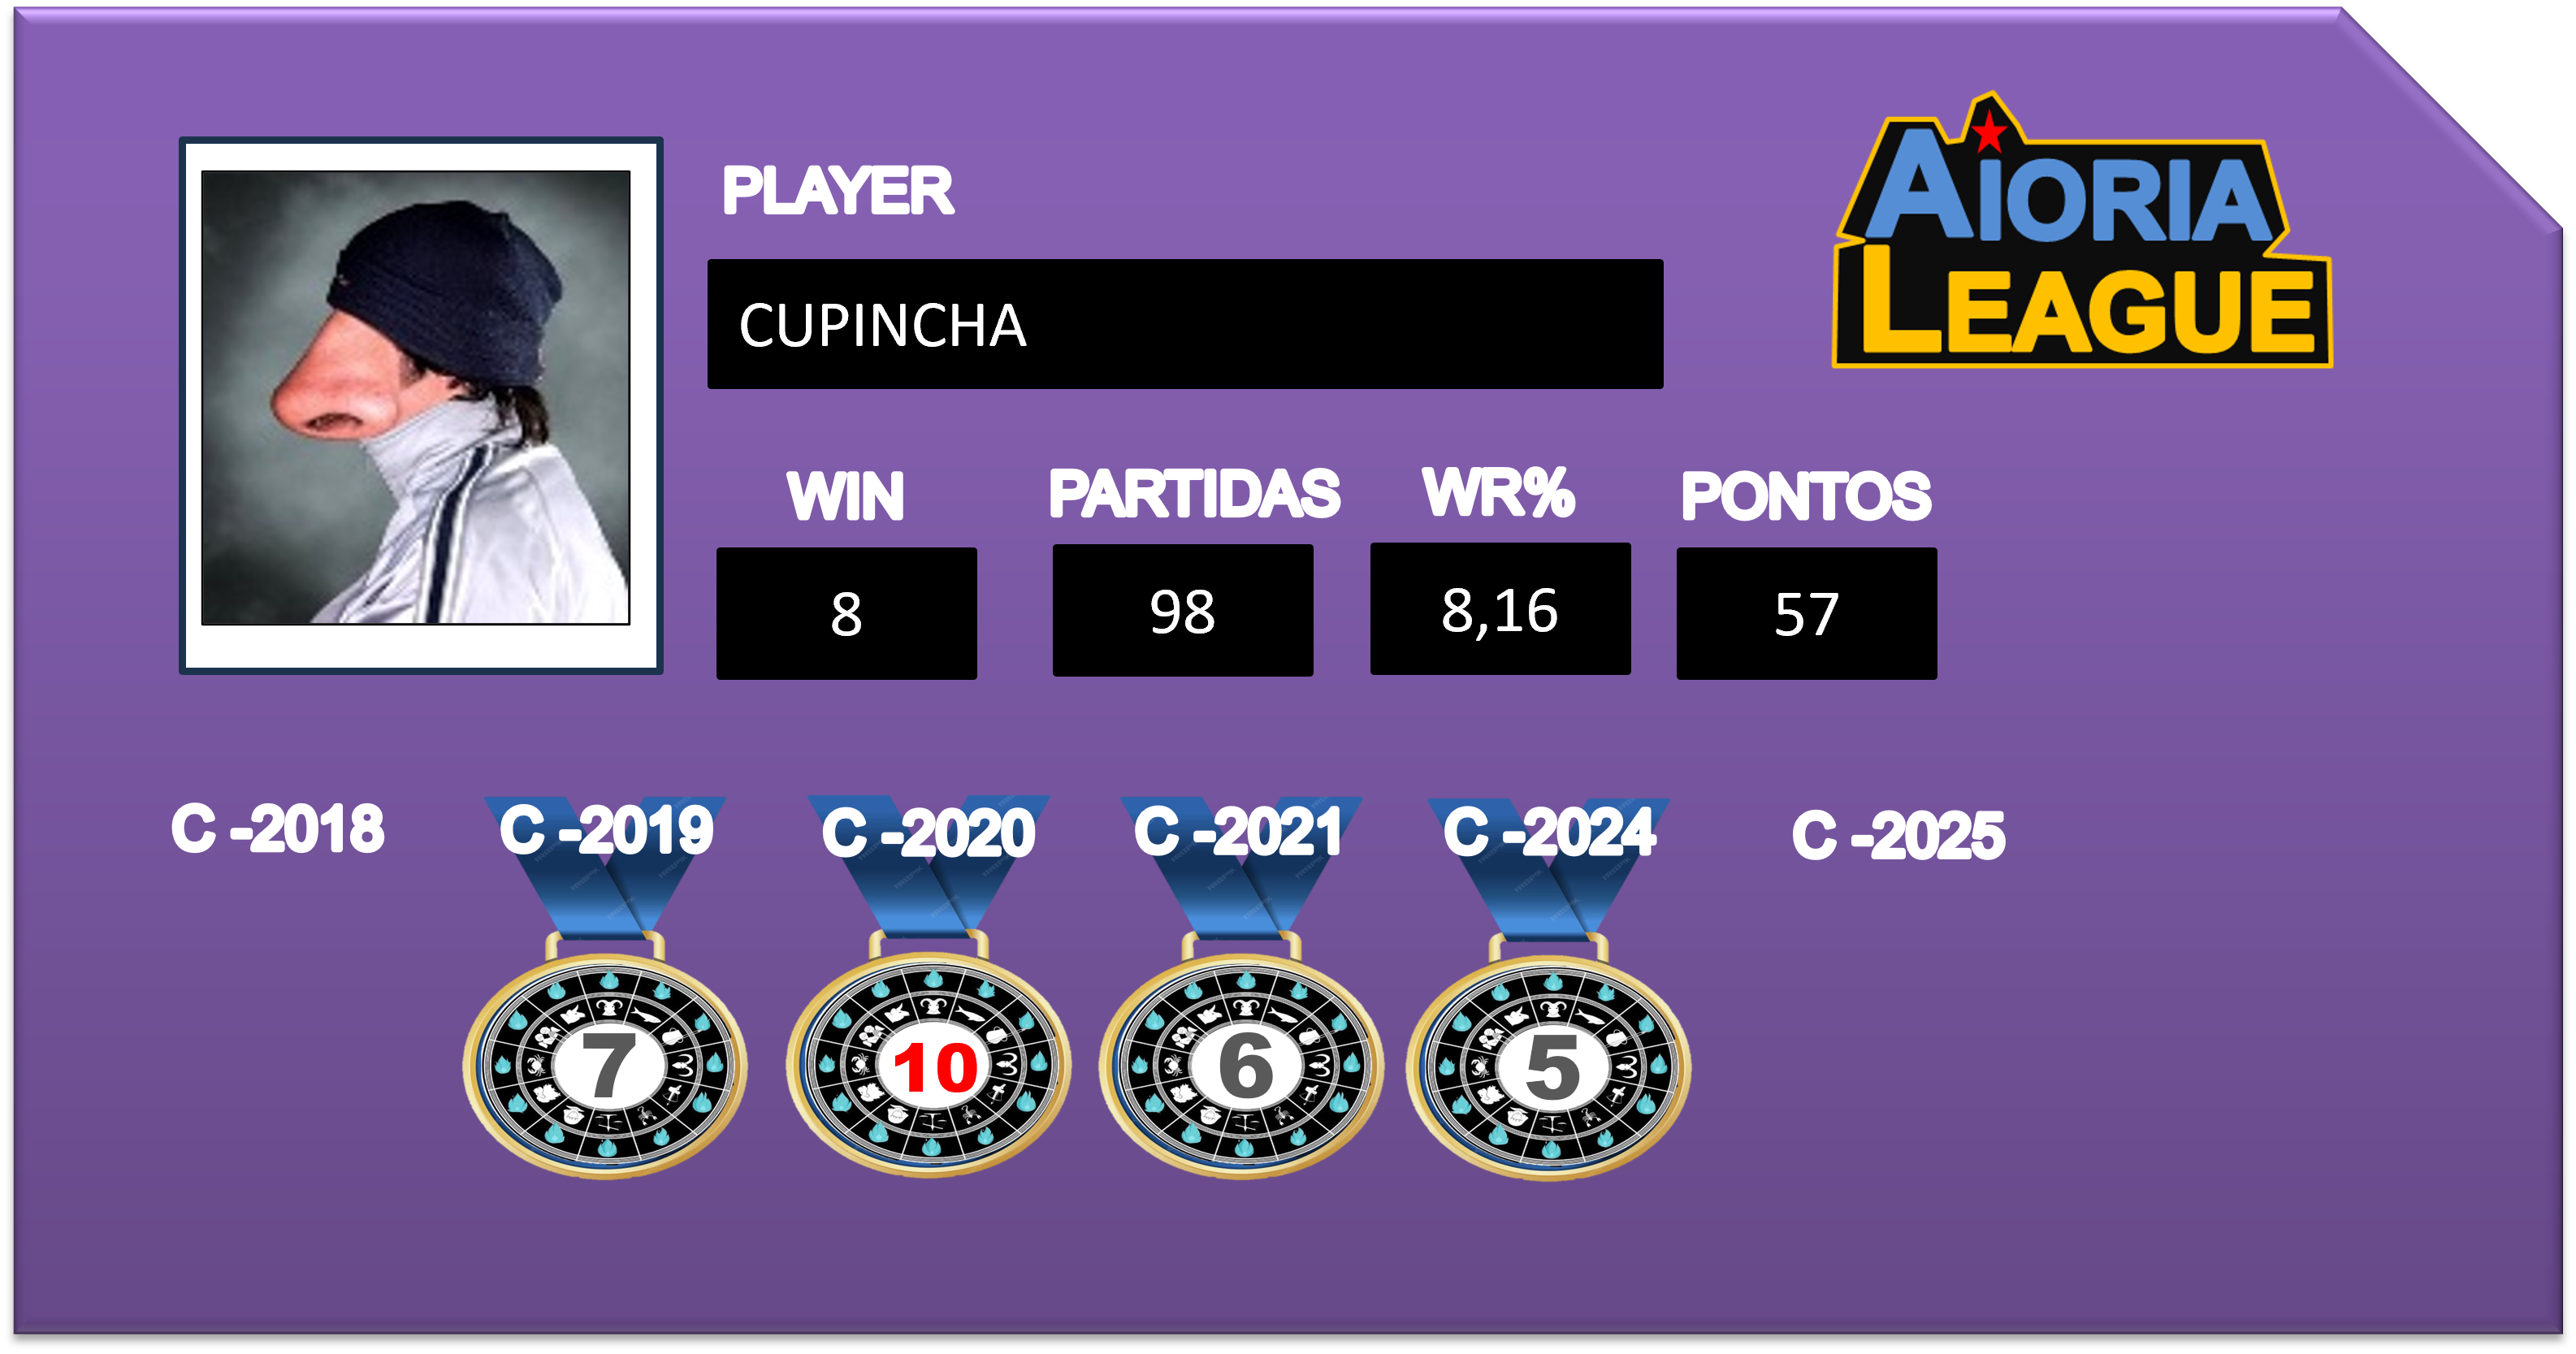 PLAYER
AIORIA
LEAGUE
CUPINCHA
WIN PARTIDAS WR% PONTOS
8 98 8,16 57
C -2018 C -2019 C -2020 C -2021 C -2024 C -2025
7 10 6 5